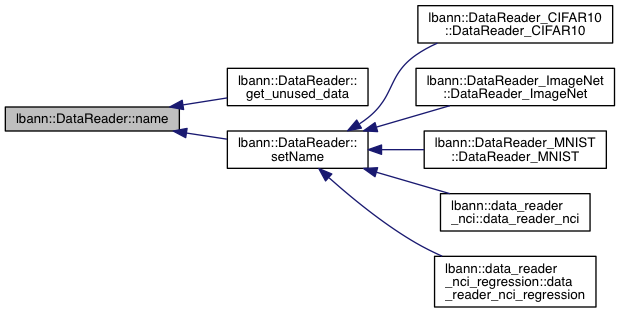 lbann::DataReader::name
lbann::DataReader::
get_unused_data
lbann::DataReader::
setName
lbann::DataReader_CIFAR10
::DataReader_CIFAR10
lbann::DataReader_ImageNet
::DataReader_ImageNet
lbann::DataReader_MNIST
::DataReader_MNIST
lbann::data_reader
_nci::data_reader_nci
lbann::data_reader
_nci_regression::data
_reader_nci_regression